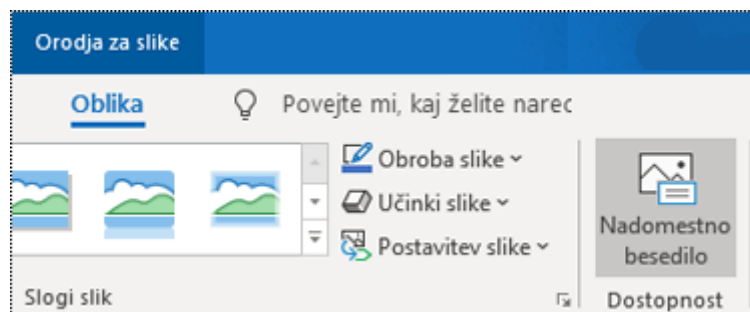 Orodja za slike
Oblika
Povejte mi, kaj želite narec
Obroba slike
Učinki slike
Postavitev slike
Slogi slik
Nadomestno
besedilo
Dostopnost